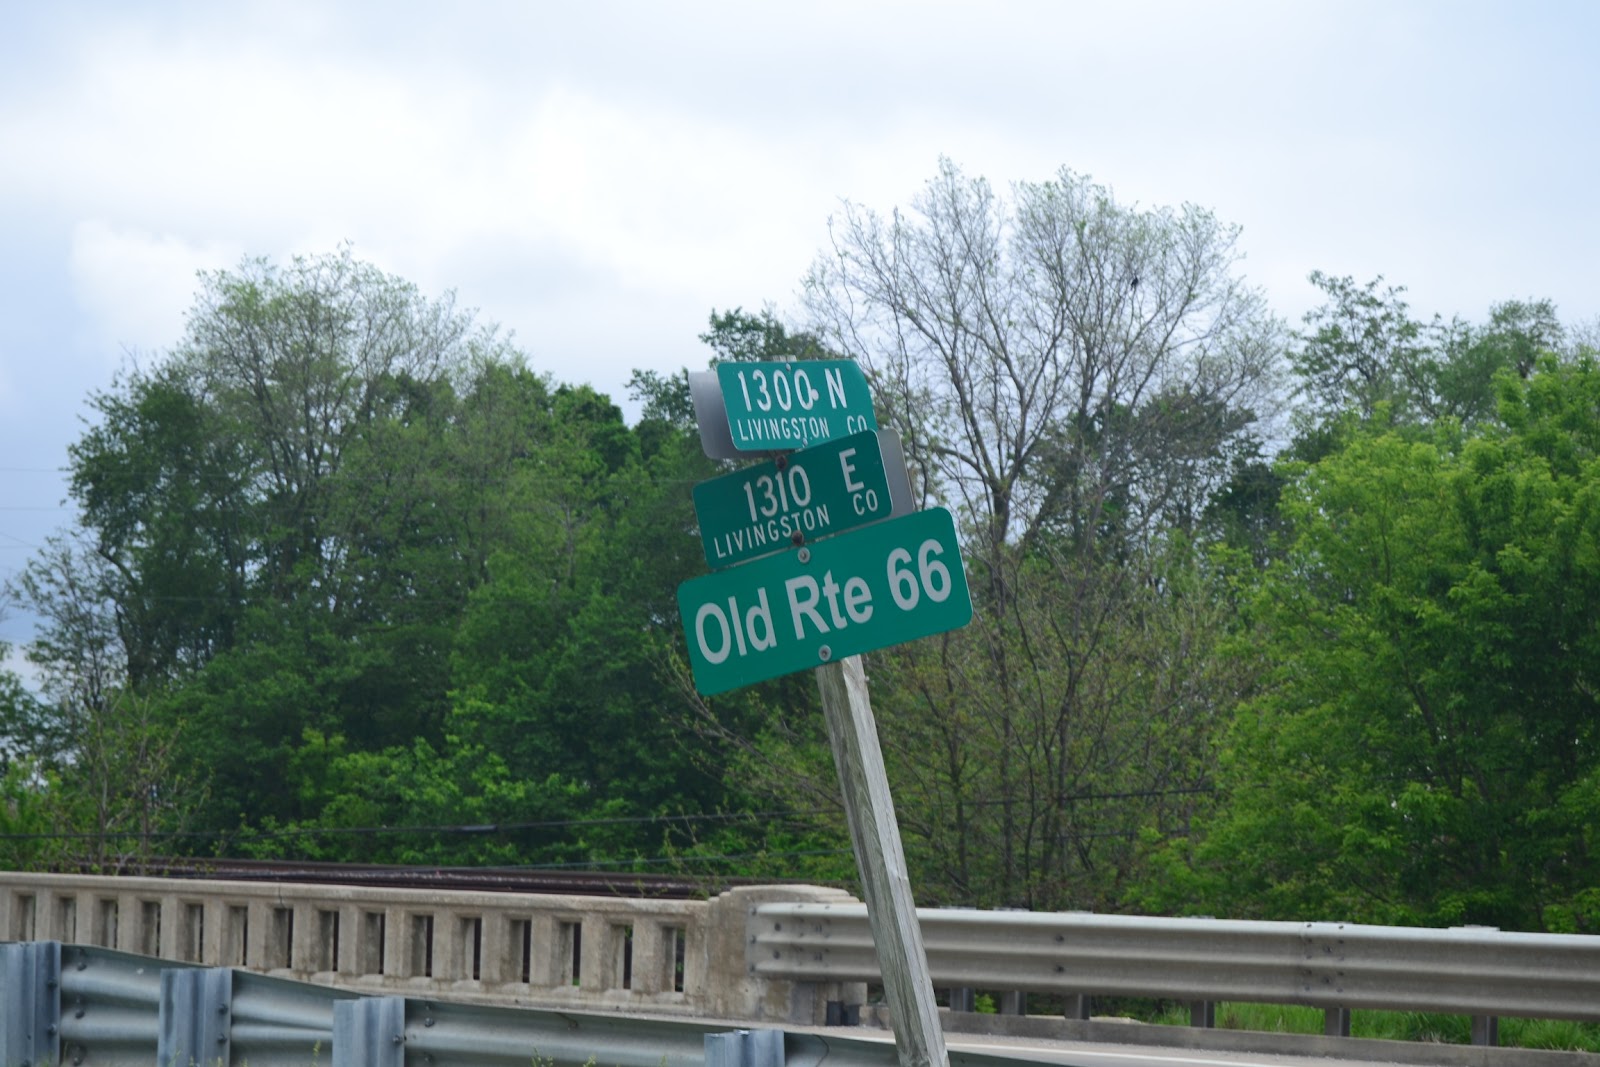 1300 N
LIVINGSTON CO
1310 E
LIVINGSTON CO
Old Rte 66